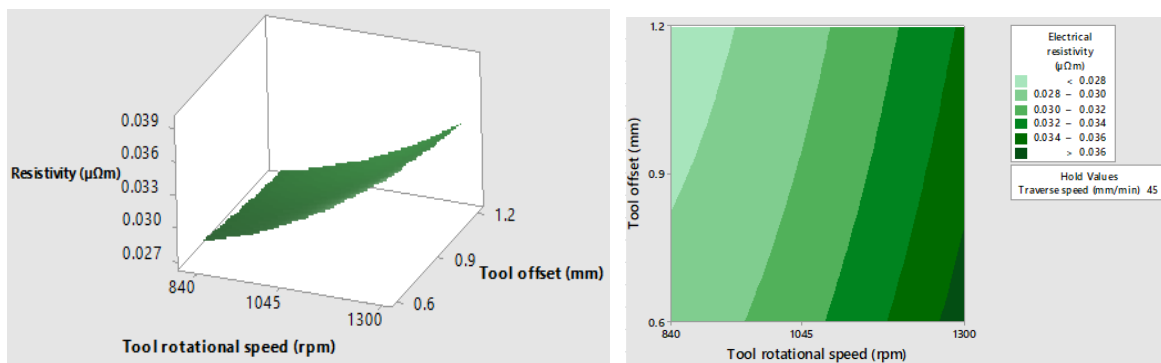 0.039
0.036
Resistivity (µΩm)
0.033
0.030
0.027
840
1045
1300
0.6
0.9
1.2
Tool offset (mm)
Tool rotational speed (rpm)
1.2
0.9
0.6
Tool offset (mm)
840
1045
1300
Tool rotational speed (rpm)
Electrical
resistivity
(µΩm)
< 0.028
0.028 – 0.030
0.030 – 0.032
0.032 – 0.034
0.034 – 0.036
> 0.036
Hold Values
Traverse speed (mm/min) 45